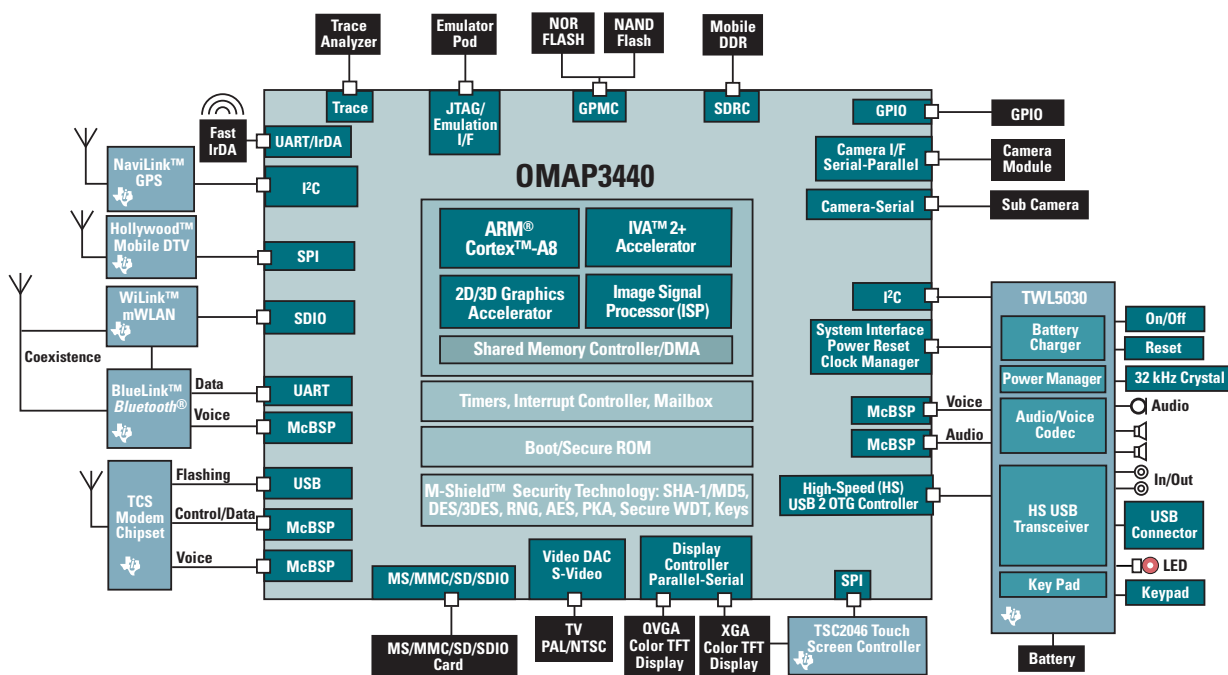 Trace
Analyzer
Emulator
Pod
NOR
FLASH
NAND
Flash
Mobile
DDR
Fast
IrDA
Trace
JTAG/
Emulation
I/F
GPMC
SDRC
GPIO
GPIO
UART/IrDA
NaviLink™
GPS
I²C
Camera I/F
Serial-Parallel
Camera
Module
OMAP3440
Camera-Serial
Sub Camera
Hollywood™
Mobile DTV
SPI
ARM®
Cortex™-A8
IVA™ 2+
Accelerator
2D/3D Graphics
Accelerator
Image Signal
Processor (ISP)
Shared Memory Controller/DMA
WiLink™
mWLAN
SDIO
Coexistence
BlueLink™
Bluetooth®
Data
Voice
UART
McBSP
Timers, Interrupt Controller, Mailbox
Boot/Secure ROM
M-Shield™ Security Technology: SHA-1/MD5,
DES/3DES, RNG, AES, PKA, Secure WDT, Keys
TCS
Modem
Chipset
Flashing
Control/Data
Voice
USB
McBSP
McBSP
I²C
System Interface
Power Reset
Clock Manager
McBSP
Voice
McBSP
Audio
High-Speed (HS)
USB 2 OTG Controller
TWL5030
Battery
Charger
Power Manager
Audio/Voice
Codec
HS USB
Transceiver
Key Pad
On/Off
Reset
32 kHz Crystal
Audio
In/Out
USB
Connector
LED
Keypad
Battery
MS/MMC/SD/SDIO
Video DAC
S-Video
Display
Controller
Parallel-Serial
SPI
MS/MMC/SD/SDIO
Card
TV
PAL/NTSC
QVGA
Color TFT
Display
XGA
Color TFT
Display
TSC2046 Touch
Screen Controller